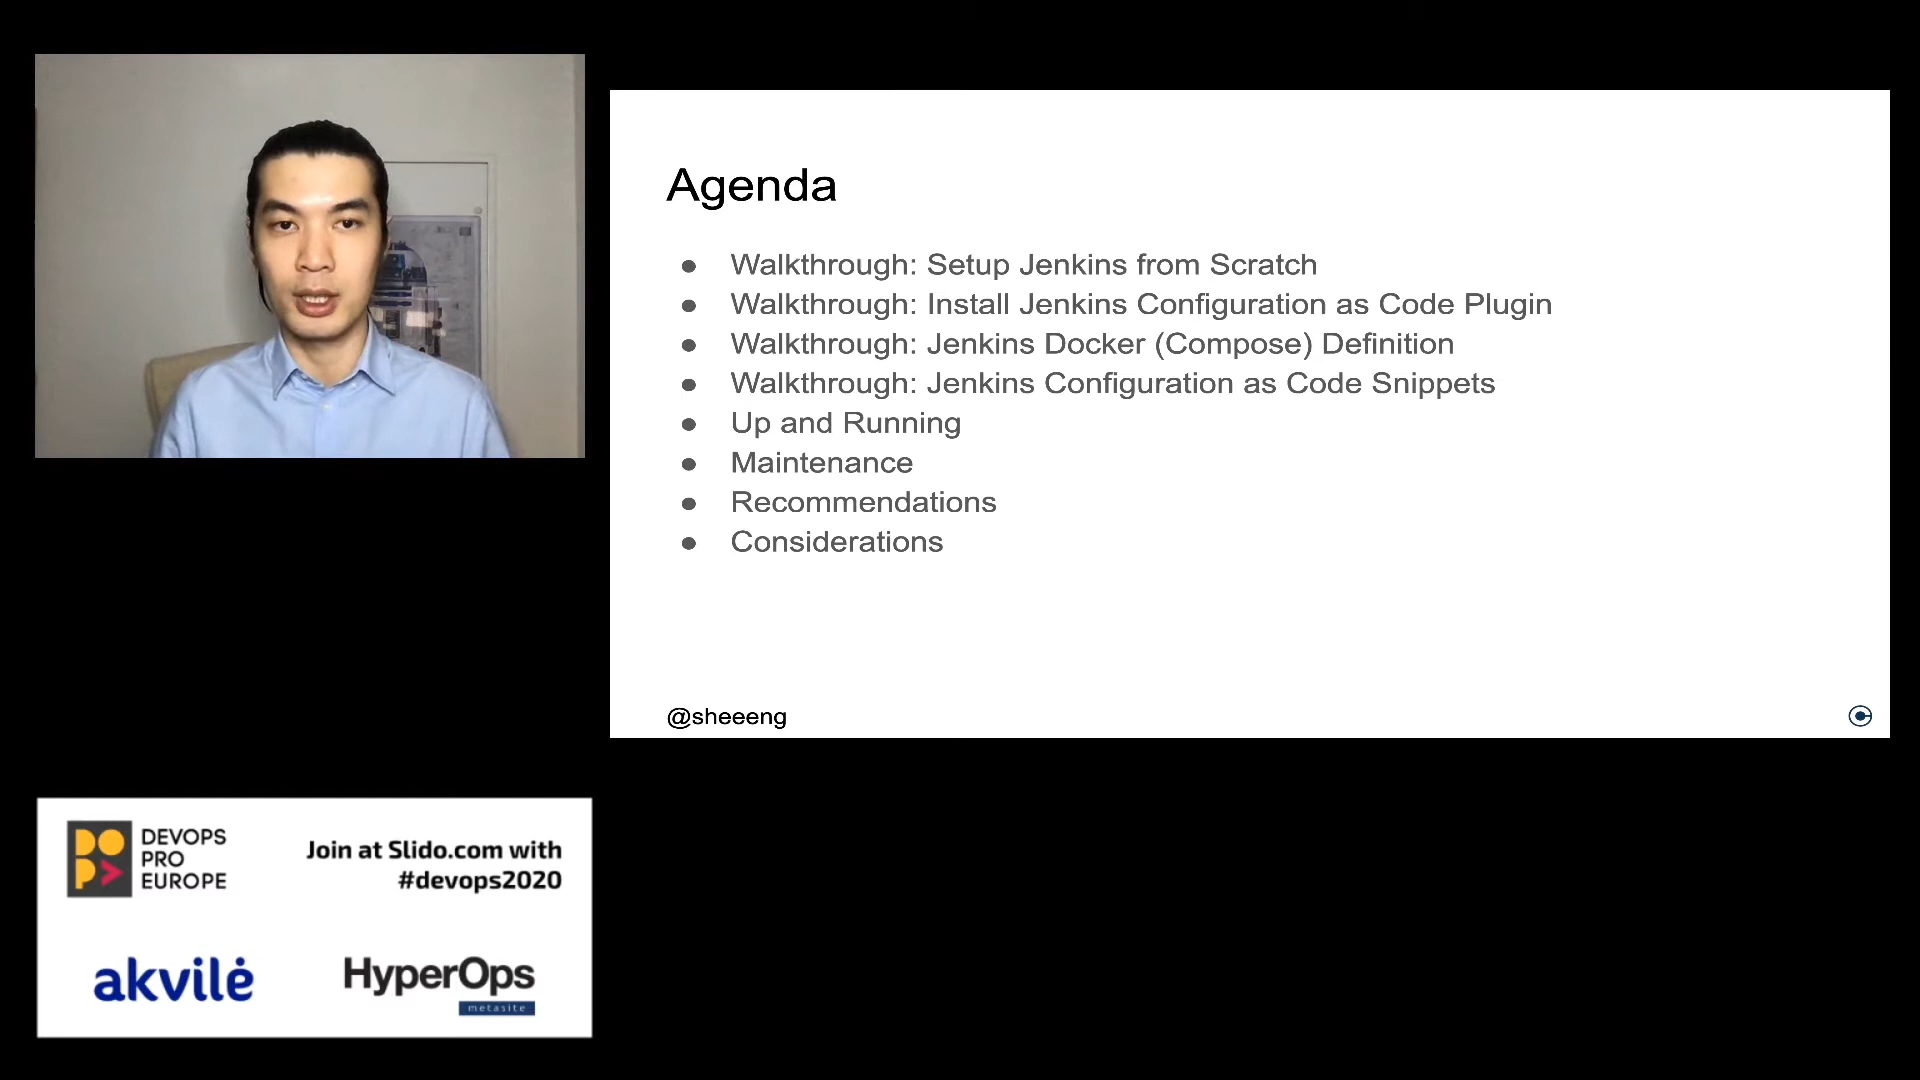 Agenda
● Walkthrough: Setup Jenkins from Scratch
● Walkthrough: Install Jenkins Configuration as Code Plugin
● Walkthrough: Jenkins Docker (Compose) Definition
● Walkthrough: Jenkins Configuration as Code Snippets
● Up and Running
● Maintenance
● Recommendations
● Considerations
@sheeeng
DEVOPS
PRO
EUROPE
Join at Slido.com with
#devops2020
akvilė
HyperOps
metasite